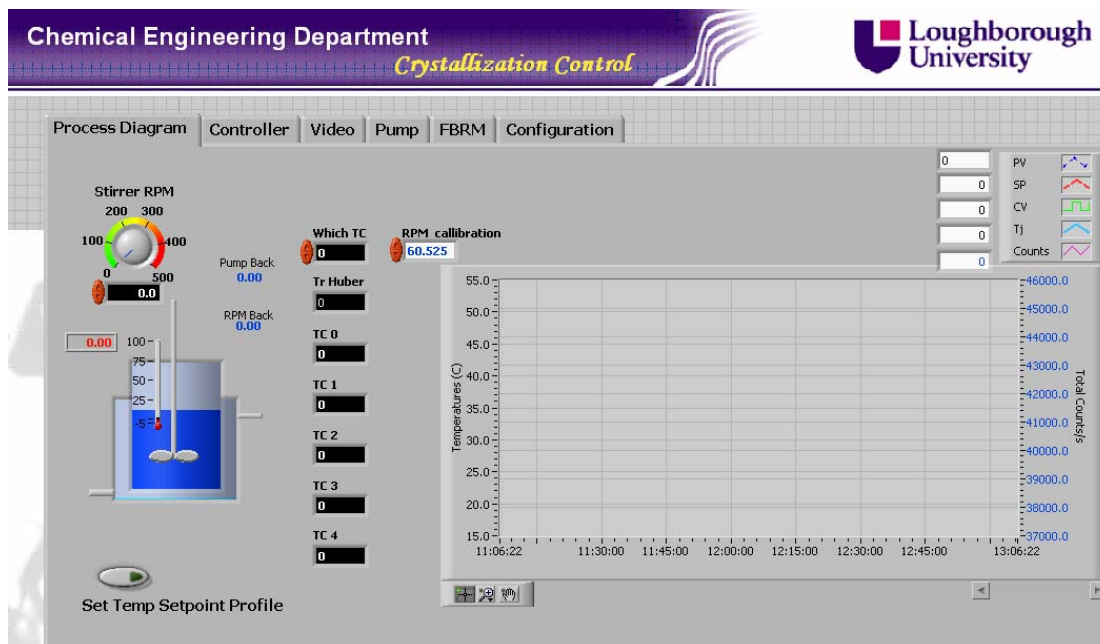 Chemical Engineering Department
Crystallization Control
Loughborough
University
Process Diagram Controller Video Pump FBRM Configuration
0 PV
0 SP
0 CV
0 Tj
0 Counts
Stirrer RPM
200 300
100 400
0 500
0.0
Pump Back
0.00
RPM Back
0.00
0.00
100
75
50
25
-5
Which TC
0
RPM callibration
60.525
Tr Huber
0
TC 0
0
TC 1
0
TC 2
0
TC 3
0
TC 4
0
Temperatures (C)
55.0
50.0
45.0
40.0
35.0
30.0
25.0
20.0
15.0
46000.0
45000.0
44000.0
43000.0
42000.0
41000.0
40000.0
39000.0
38000.0
37000.0
Total Counts/s
11:06:22 11:30:00 11:45:00 12:00:00 12:15:00 12:30:00 12:45:00 13:06:22
Set Temp Setpoint Profile